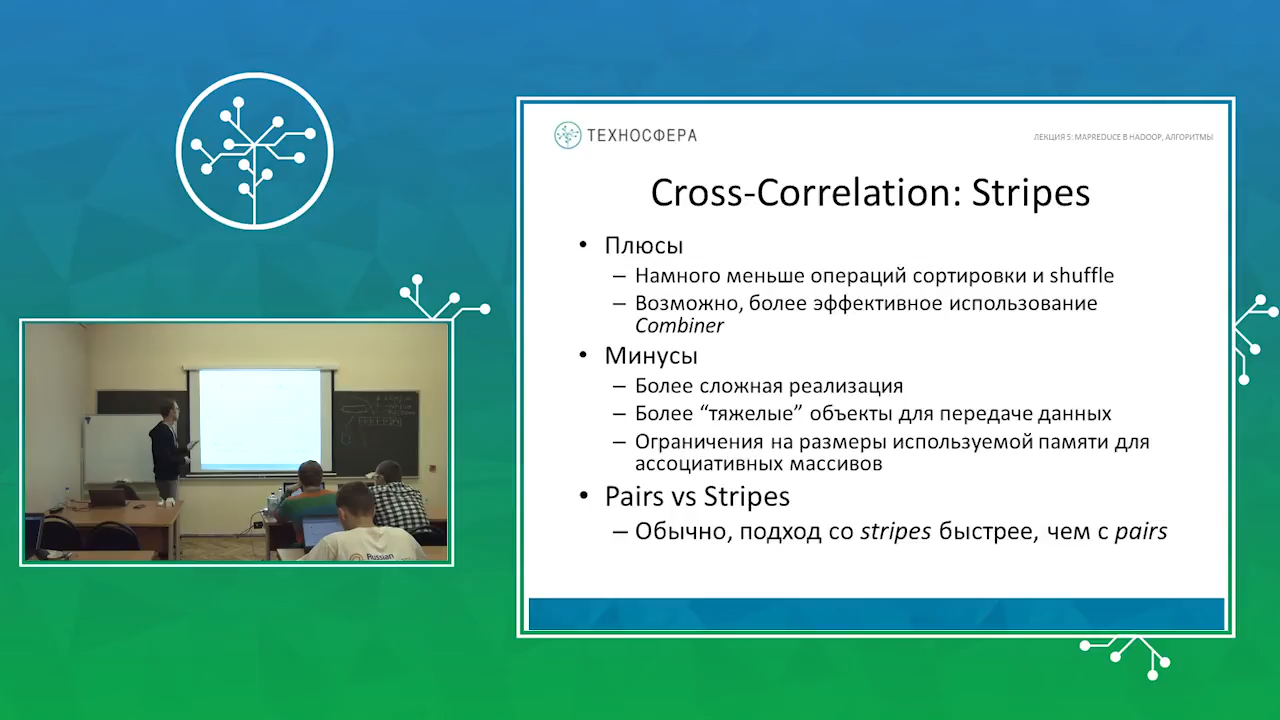 ТЕХНОСФЕРА
ЛЕКЦИЯ 5: MAPREDUCE В HADOOP, АЛГОРИТМЫ
Cross-Correlation: Stripes
• Плюсы
– Намного меньше операций сортировки и shuffle
– Возможно, более эффективное использование
Combiner
• Минусы
– Более сложная реализация
– Более “тяжелые” объекты для передаче данных
– Ограничения на размеры используемой памяти для
ассоциативных массивов
• Pairs vs Stripes
– Обычно, подход со stripes быстрее, чем с pairs
Russian